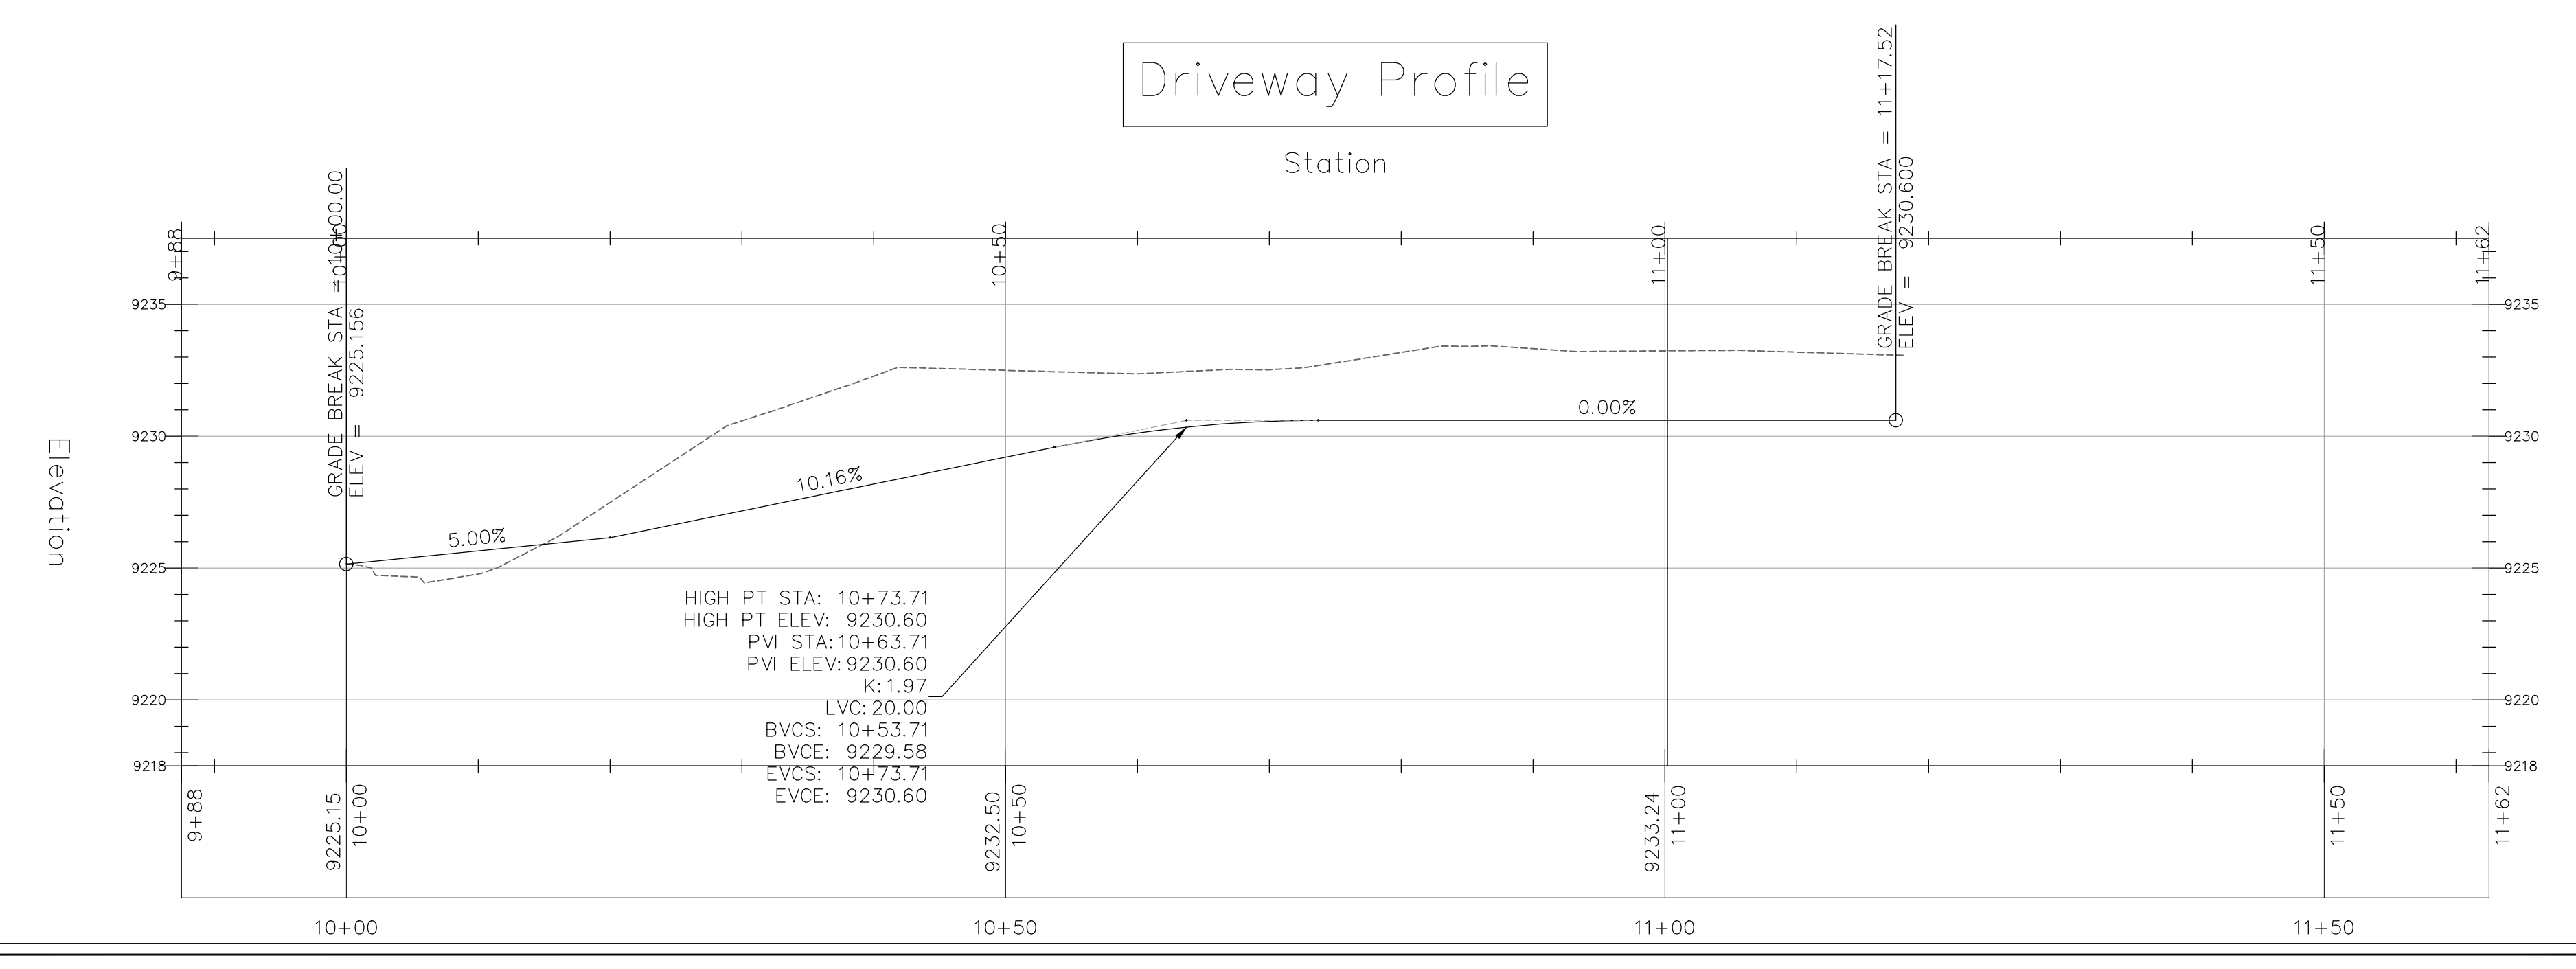 Driveway Profile
Station
9+88
10+00
10+50
11+00
11+50
11+62
GRADE BREAK STA = 10+00.00
ELEV = 9225.156
GRADE BREAK STA = 11+17.52
ELEV = 9230.600
Elevation
9235
9230
9225
9220
9218
9235
9230
9225
9220
9218
5.00%
10.16%
0.00%
HIGH PT STA: 10+73.71
HIGH PT ELEV: 9230.60
PVI STA:10+63.71
PVI ELEV:9230.60
K:1.97
LVC:20.00
BVCS: 10+53.71
BVCE: 9229.58
EVCS: 10+73.71
EVCE: 9230.60
9+88
9225.15
10+00
9232.50
10+50
9233.24
11+00
11+50
11+62
10+00
10+50
11+00
11+50